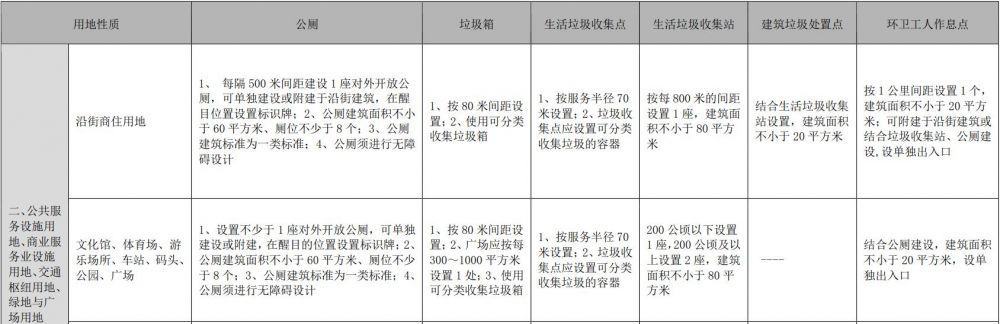 用地性质
公厕
垃圾箱
生活垃圾收集点
生活垃圾收集站
建筑垃圾处置点
环卫工人作息点
沿街商住用地
1、 每隔 500 米间距建设 1 座对外开放公
厕，可单独建设或附建于沿街建筑，在醒
目位置设置标识牌；2、公厕建筑面积不小
于 60 平方米、厕位不少于 8 个；3、公厕
建筑标准为一类标准；4、公厕须进行无障
碍设计
1、按 80 米间距设
置；2、使用可分类
收集垃圾箱
1、按服务半径 70
米设置；2、垃圾收
集点应设置可分类
收集垃圾的容器
按每 800 米的间距
设置 1 座，建筑面积
不小于 80 平方
米
结合生活垃圾收集
站设置，建筑面积
不小于 20 平方米
按 1 公里间距设置 1 个，
建筑面积不小于 20 平方
米；可附建于沿街建筑或
结合垃圾收集站、公厕建
设,设单独出入口
二、公共服
务设施用
地、商业服
务业设施
用地、交通
枢纽用地、
绿地与广
场用地
文化馆、体育场、游
乐场所、车站、码头、
公园、广场
1、设置不少于 1 座对外开放公厕，可单独
建设或附建，在醒目的位置设置标识牌；2、
公厕建筑面积不小于 60 平方米、厕位不少
于 8 个；3、公厕建筑标准为一类标准；4、
公厕须进行无障碍设计
1、按 80 米间距设
置；2、广场应按每
300～1000 平方米
设置 1 处；3、使用
可分类收集垃圾箱
1、按服务半径 70
米设置；2、垃圾收
集点应设置可分类
收集垃圾的容器
200 公顷以下设置
1 座，200 公顷及以
上设置 2 座，建筑
面积不小于 80 平
方米
----
结合公厕建设，建筑面积
不小于 20 平方米，设单
独出入口